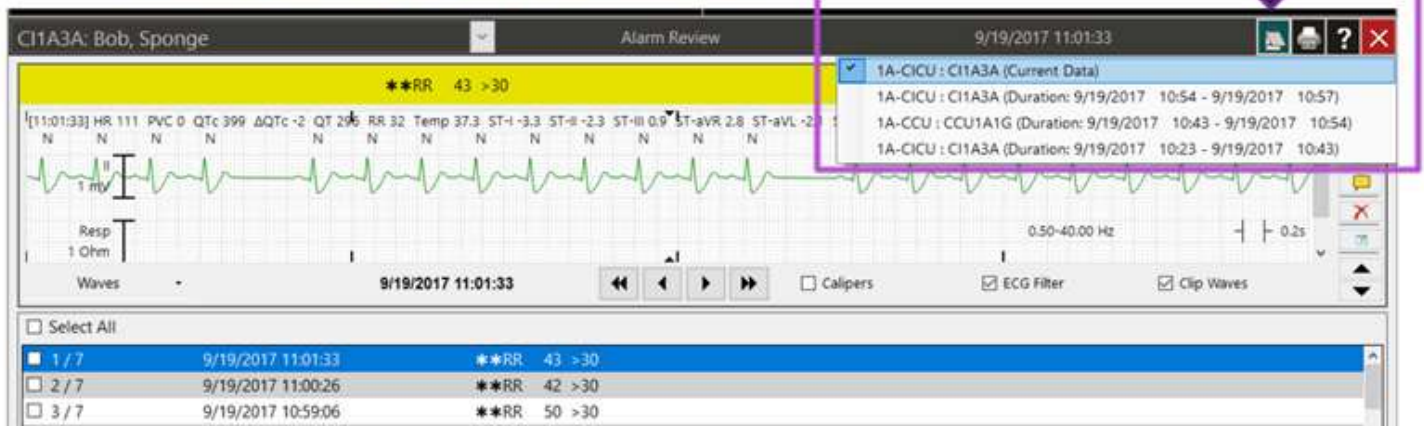 CI1A3A: Bob, Sponge Alarm Review 9/19/2017 11:01:33 ?
1A-CICU : CI1A3A (Current Data)
1A-CICU : CI1A3A (Duration: 9/19/2017 10:54 - 9/19/2017 10:57)
1A-CCU : CCU1A1G (Duration: 9/19/2017 10:43 - 9/19/2017 10:54)
1A-CICU : CI1A3A (Duration: 9/19/2017 10:23 - 9/19/2017 10:43)
**RR 43 >30
[11:01:33] HR 111 PVC 0 QTc 399 ΔQTc -2 QT 295 RR 32 Temp 37.3 ST-I -3.3 ST-II -2.3 ST-III 0.9 ST-aVR 2.8 ST-aVL
N N N N N N N N N N N N N
II
1 mV
Resp
1 Ohm
0.50-40.00 Hz 0.2s
Waves 9/19/2017 11:01:33 Calipers ECG Filter Clip Waves
Select All
1 / 7 9/19/2017 11:01:33 **RR 43 >30
2 / 7 9/19/2017 11:00:26 **RR 42 >30
3 / 7 9/19/2017 10:59:06 **RR 50 >30